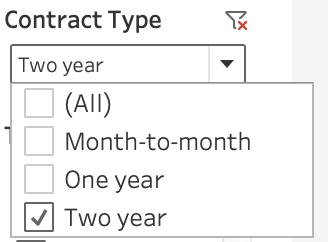 Contract Type
Two year
(All)
Month-to-month
One year
Two year